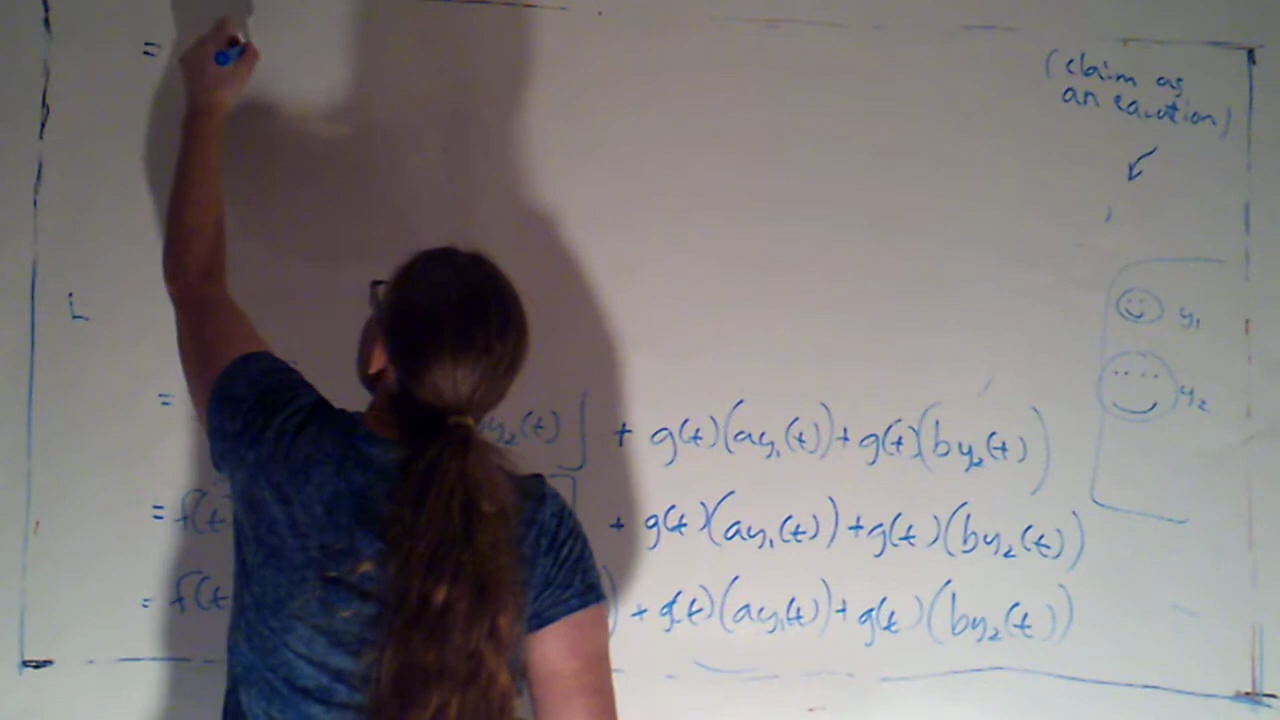 =
(claim as
an equation)
L
y₁
y₂
= y₂(t)] + g(t)(ay₁(t))+g(t)(by₂(t))
= f(t ] + g(t)(ay₁(t))+g(t)(by₂(t))
= f(t ) + g(t)(ay₁(t))+g(t)(by₂(t))